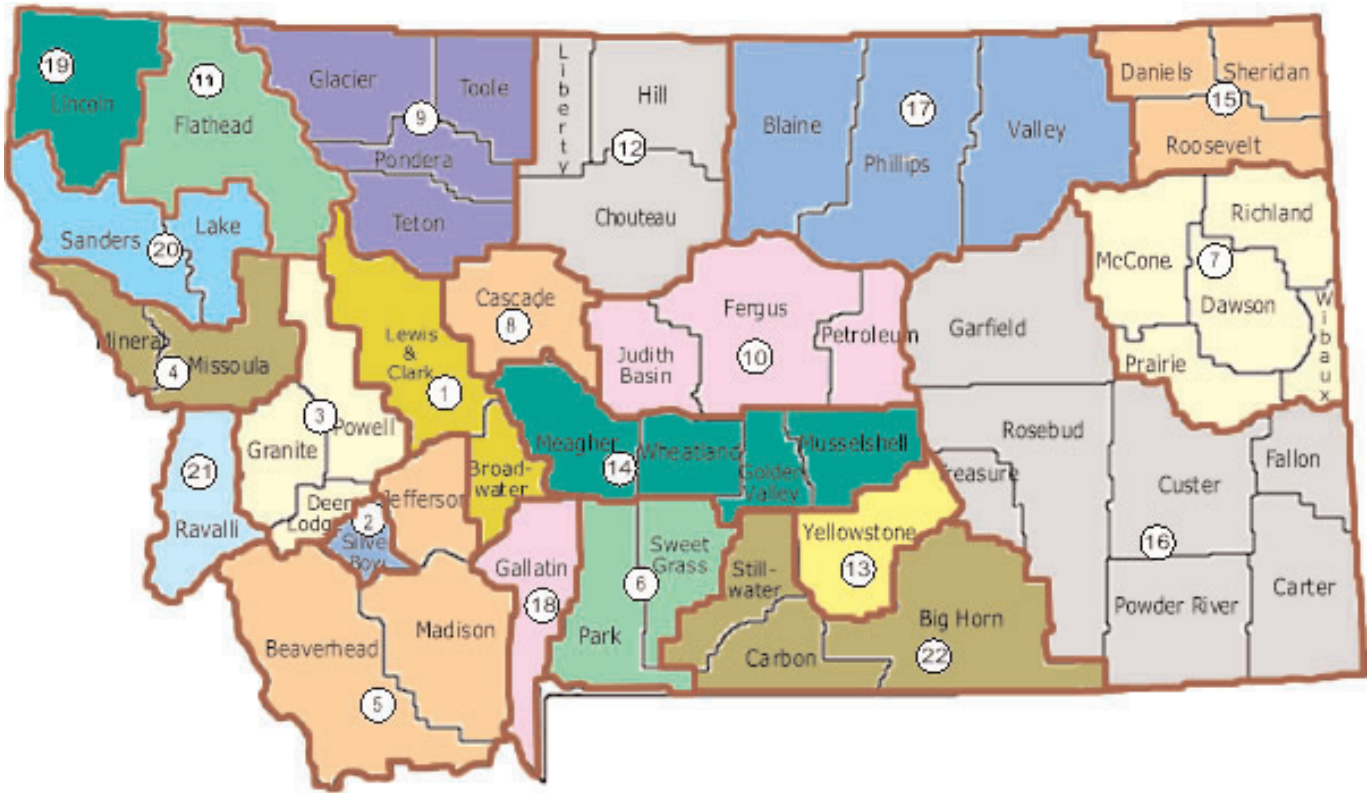 19
Lincoln
11
Flathead
Glacier
Toole
9
Pondera
Teton
Liberty
Hill
12
Chouteau
Blaine
17
Phillips
Valley
Daniels
Sheridan
15
Roosevelt
Sanders
20
Lake
Richland
McCone
7
Dawson
Wibaux
Prairie
Mineral
4
Missoula
Lewis
&
Clark
1
Cascade
8
Judith
Basin
Fergus
10
Petroleum
Garfield
3
Powell
Granite
Deer
Lodge
21
Ravalli
2
Silver
Bow
Jefferson
Broad-
water
Meagher
14
Wheatland
Golden
Valley
Musselshell
Rosebud
Treasure
Custer
16
Fallon
Carter
Powder River
Gallatin
18
Sweet
Grass
6
Park
Still-
water
Yellowstone
13
Big Horn
22
Carbon
Madison
Beaverhead
5